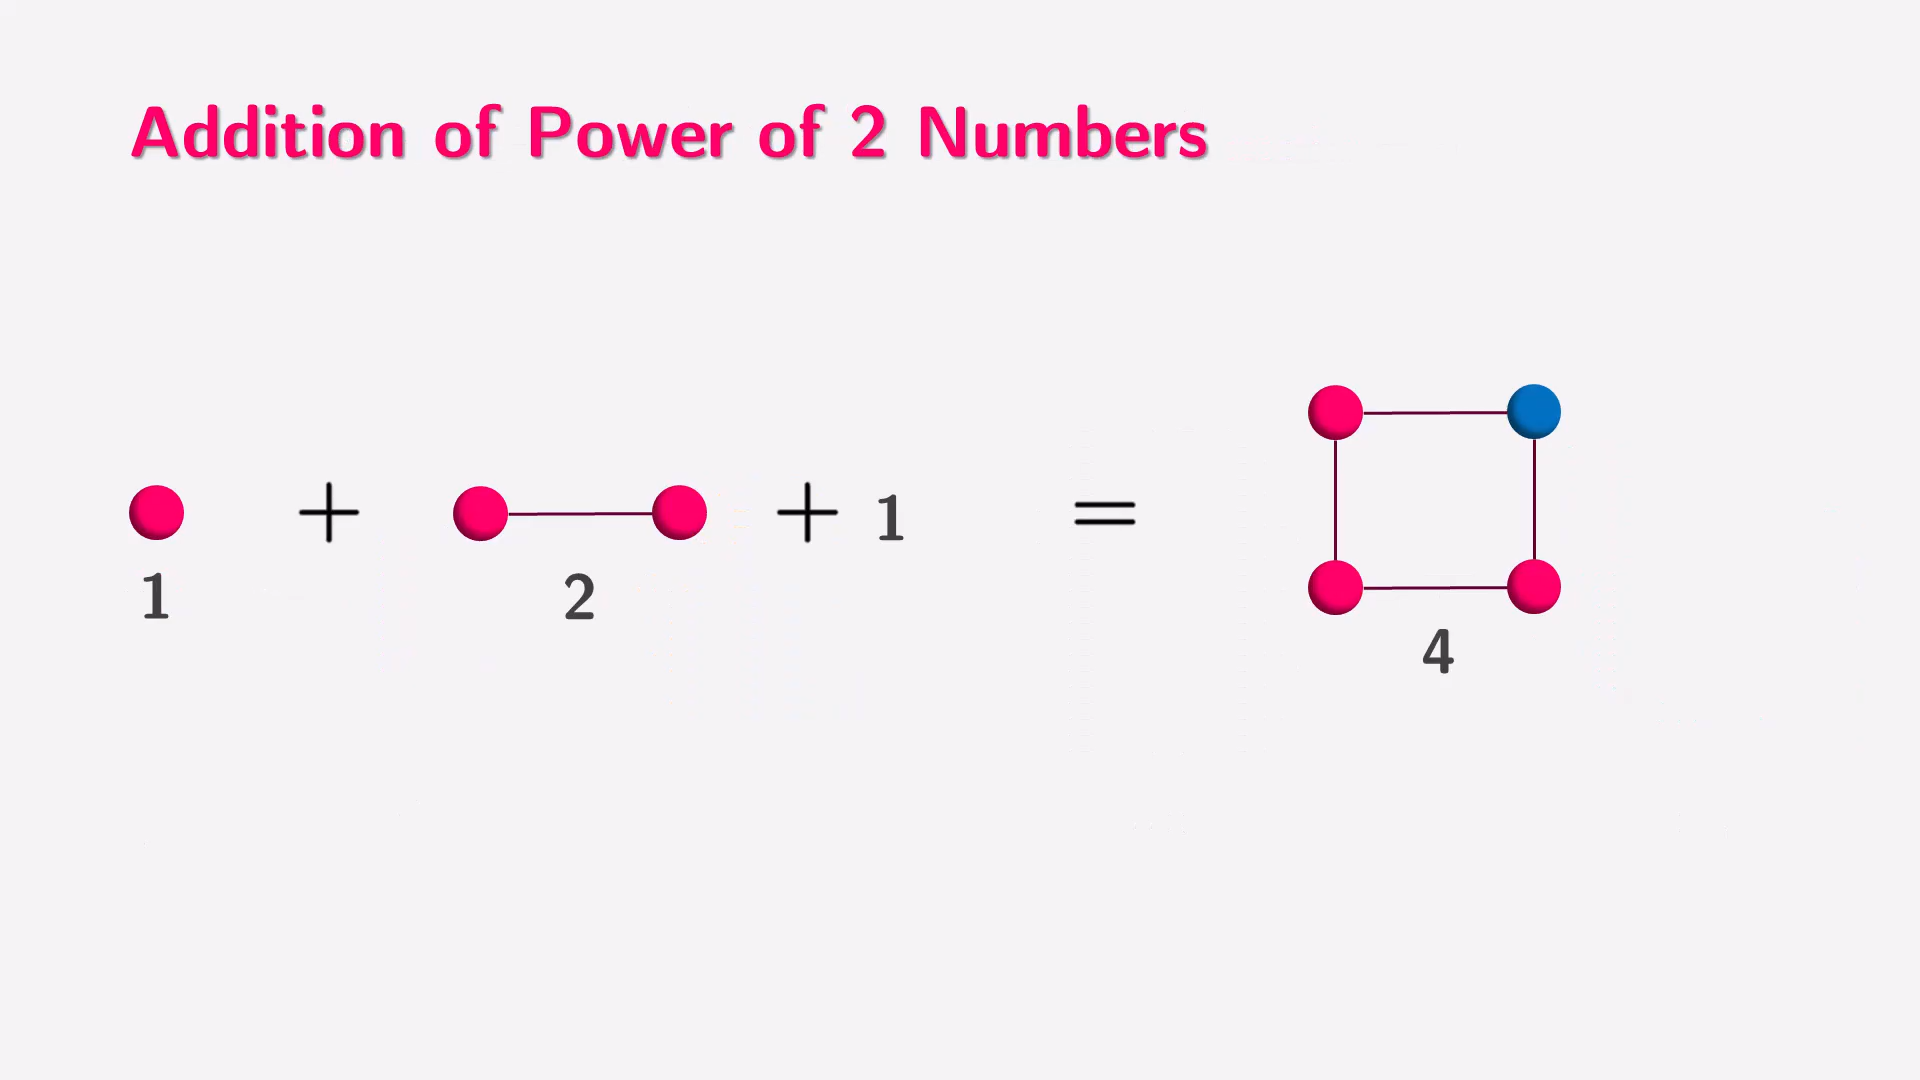 Addition of Power of 2 Numbers
+ + 1 =
1 2 4